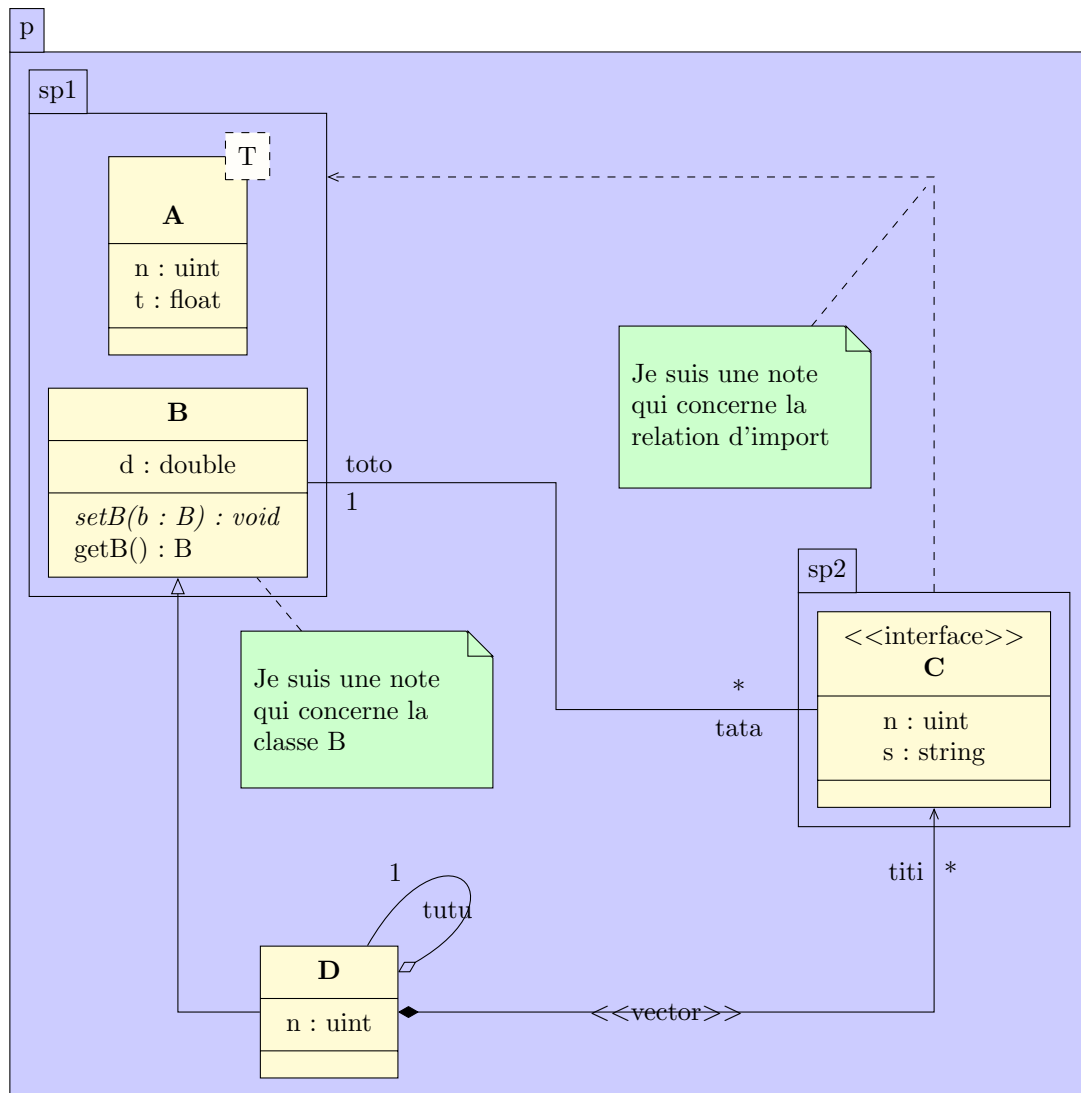 p
sp1
T
A
n : uint
t : float
B
d : double
setB(b : B) : void
getB() : B
toto
1
Je suis une note
qui concerne la
relation d'import
sp2
<<interface>>
C
n : uint
s : string
*
tata
Je suis une note
qui concerne la
classe B
titi *
1
tutu
D
n : uint
<<vector>>